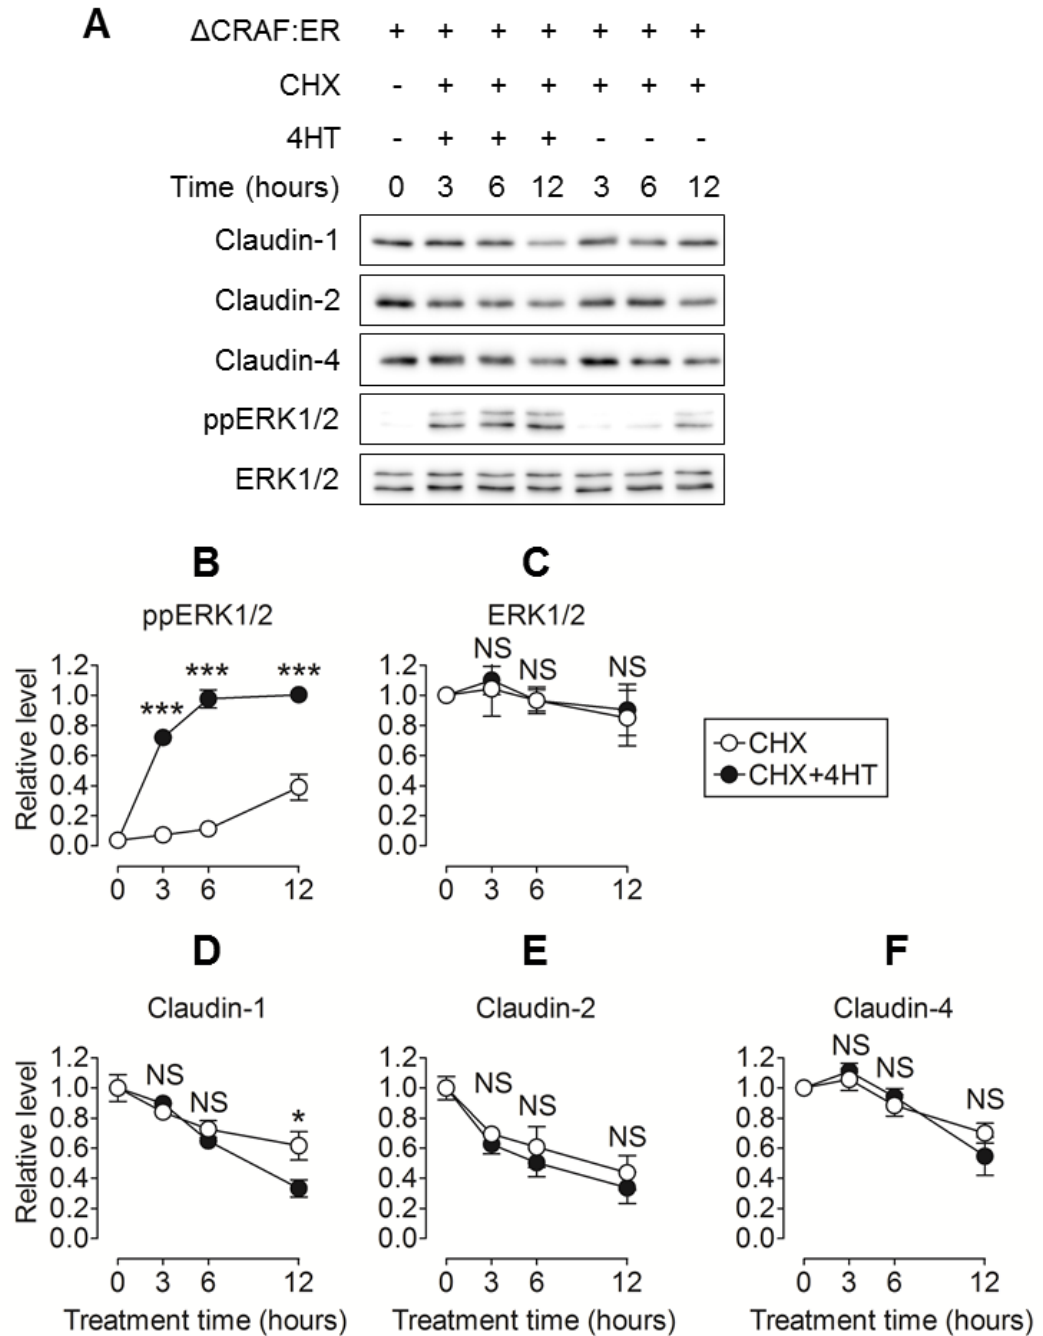 A
ΔCRAF:ER + + + + + + +
CHX - + + + + + +
4HT - + + + - - -
Time (hours) 0 3 6 12 3 6 12
Claudin-1
Claudin-2
Claudin-4
ppERK1/2
ERK1/2
B C
ppERK1/2 ERK1/2
Relative level
1.2
1.0
0.8
0.6
0.4
0.2
0.0
*** *** ***
0 3 6 12
1.2
1.0
0.8
0.6
0.4
0.2
0.0
NS NS NS
0 3 6 12
CHX
CHX+4HT
D E F
Claudin-1 Claudin-2 Claudin-4
Relative level
1.2
1.0
0.8
0.6
0.4
0.2
0.0
NS NS *
0 3 6 12
Treatment time (hours)
1.2
1.0
0.8
0.6
0.4
0.2
0.0
NS NS NS
0 3 6 12
Treatment time (hours)
1.2
1.0
0.8
0.6
0.4
0.2
0.0
NS NS NS
0 3 6 12
Treatment time (hours)